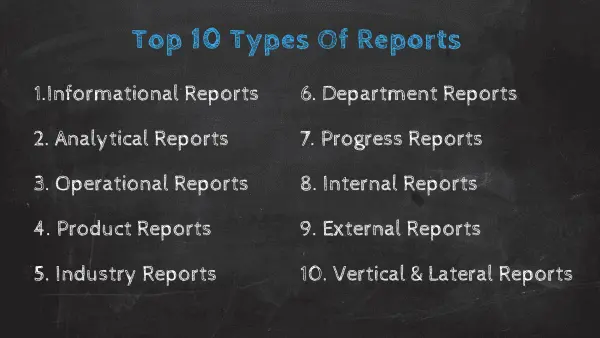 Top 10 Types Of Reports
1.Informational Reports
2. Analytical Reports
3. Operational Reports
4. Product Reports
5. Industry Reports
6. Department Reports
7. Progress Reports
8. Internal Reports
9. External Reports
10. Vertical & Lateral Reports